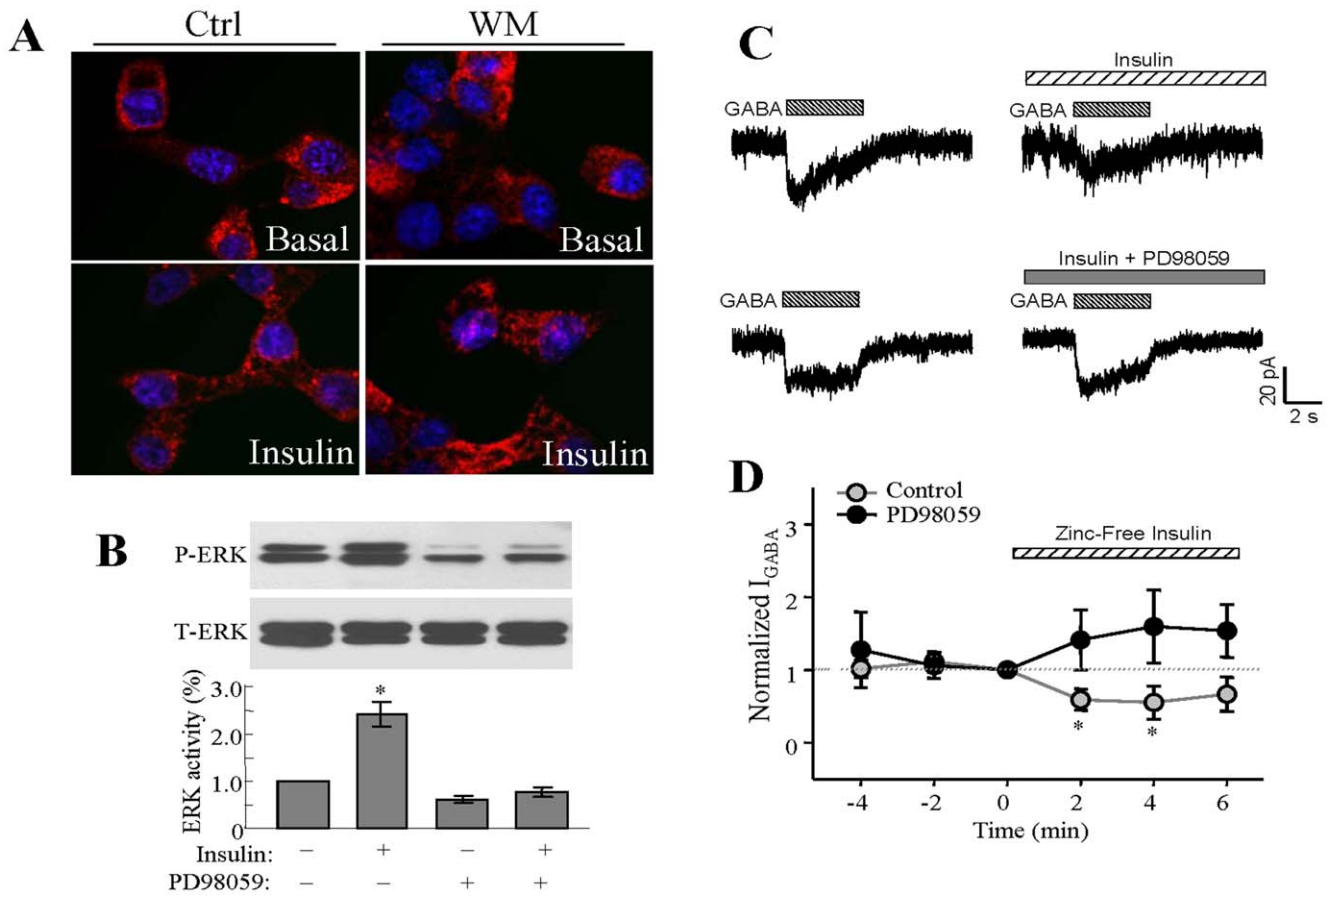 A
Ctrl
WM
Basal
Basal
Insulin
Insulin
B
P-ERK
T-ERK
ERK activity (%)
3.0
*
2.0
1.0
0
Insulin: − + − +
PD98059: − − + +
C
Insulin
GABA
GABA
Insulin + PD98059
GABA
GABA
20 pA
2 s
D
Control
PD98059
Zinc-Free Insulin
Normalized I GABA
3
2
1
0
* *
-4 -2 0 2 4 6
Time (min)